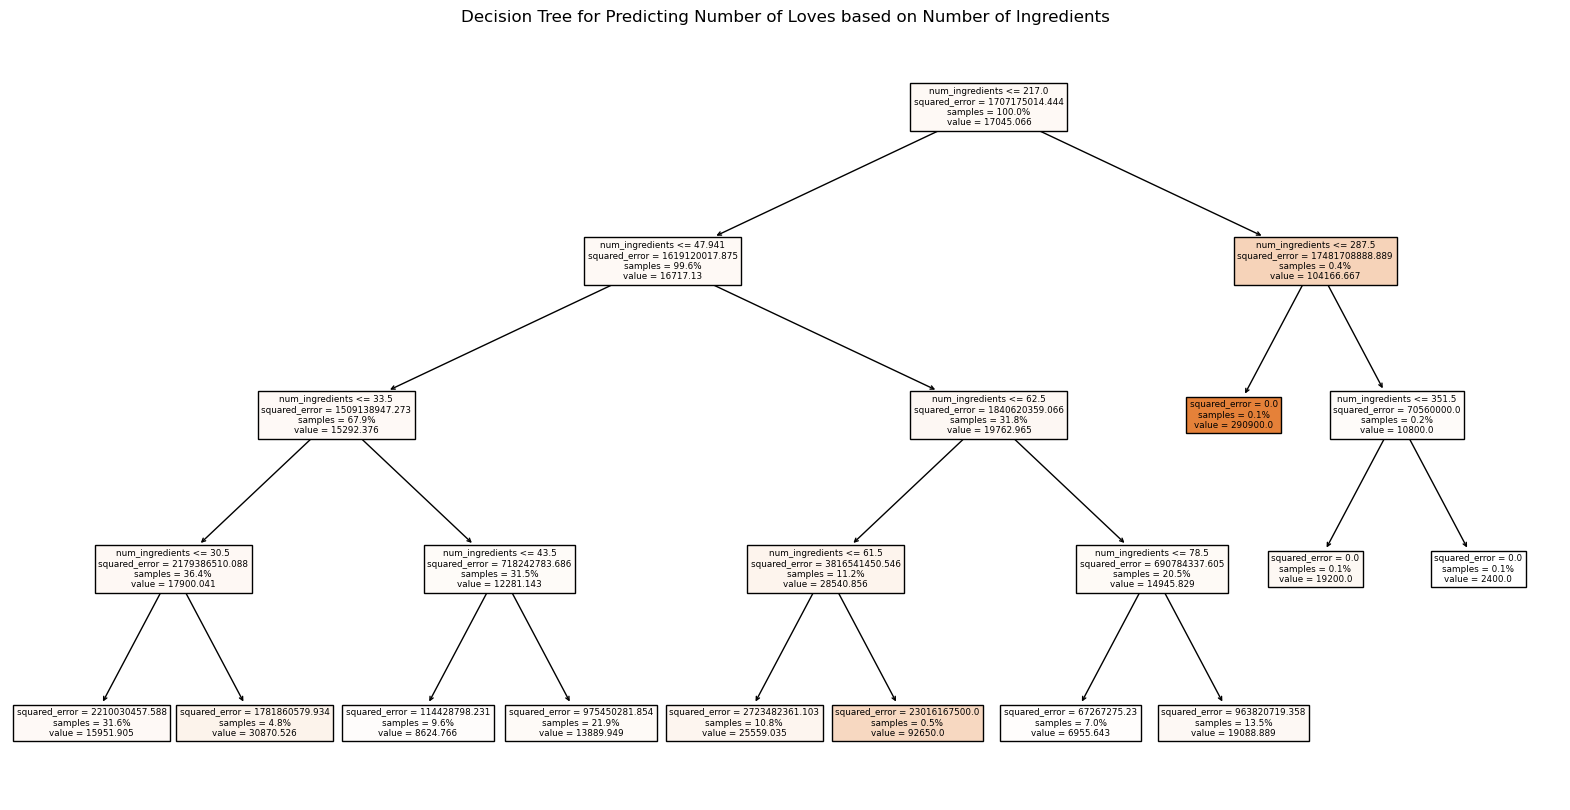 Decision Tree for Predicting Number of Loves based on Number of Ingredients
num_ingredients <= 217.0
squared_error = 1707175014.444
samples = 100.0%
value = 17045.066
num_ingredients <= 47.941
squared_error = 1619120017.875
samples = 99.6%
value = 16717.13
num_ingredients <= 287.5
squared_error = 17481708888.889
samples = 0.4%
value = 104166.667
num_ingredients <= 33.5
squared_error = 1509138947.273
samples = 67.9%
value = 15292.376
num_ingredients <= 62.5
squared_error = 1840620359.066
samples = 31.8%
value = 19762.965
squared_error = 0.0
samples = 0.1%
value = 290900.0
num_ingredients <= 351.5
squared_error = 70560000.0
samples = 0.2%
value = 10800.0
num_ingredients <= 30.5
squared_error = 2179386510.088
samples = 36.4%
value = 17900.041
num_ingredients <= 43.5
squared_error = 718242783.686
samples = 31.5%
value = 12281.143
num_ingredients <= 61.5
squared_error = 3816541450.546
samples = 11.2%
value = 28540.856
num_ingredients <= 78.5
squared_error = 690784337.605
samples = 20.5%
value = 14945.829
squared_error = 0.0
samples = 0.1%
value = 19200.0
squared_error = 0.0
samples = 0.1%
value = 2400.0
squared_error = 2210030457.588
samples = 31.6%
value = 15951.905
squared_error = 1781860579.934
samples = 4.8%
value = 30870.526
squared_error = 114428798.231
samples = 9.6%
value = 8624.766
squared_error = 975450281.854
samples = 21.9%
value = 13889.949
squared_error = 2723482361.103
samples = 10.8%
value = 25559.035
squared_error = 23016167500.0
samples = 0.5%
value = 92650.0
squared_error = 67267275.23
samples = 7.0%
value = 6955.643
squared_error = 963820719.358
samples = 13.5%
value = 19088.889